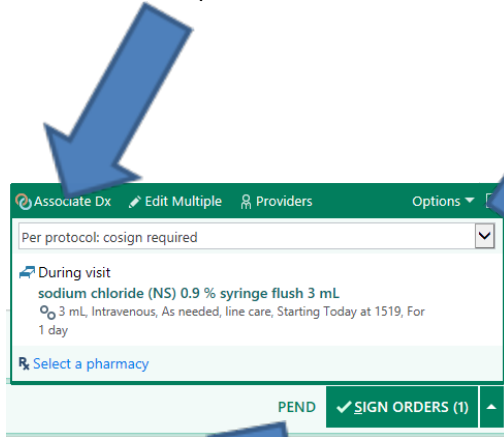 Associate Dx Edit Multiple Providers Options
Per protocol: cosign required
During visit
sodium chloride (NS) 0.9 % syringe flush 3 mL
3 mL, Intravenous, As needed, line care, Starting Today at 1519, For
1 day
Select a pharmacy
PEND SIGN ORDERS (1)